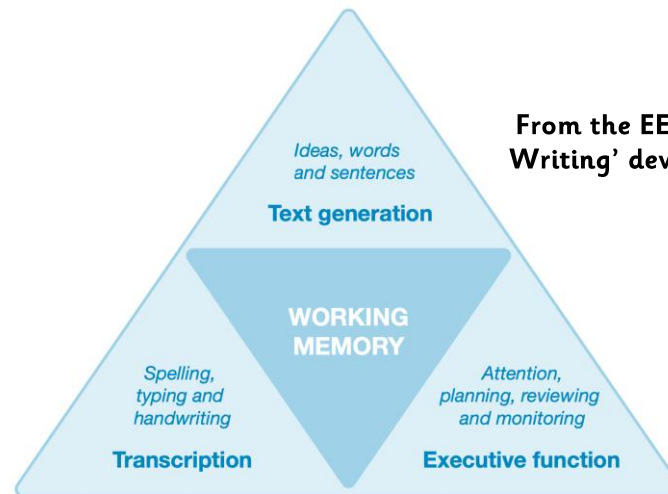 From the EE
Writing’ dev
Ideas, words
and sentences
Text generation
WORKING
MEMORY
Spelling,
typing and
handwriting
Transcription
Attention,
planning, reviewing
and monitoring
Executive function